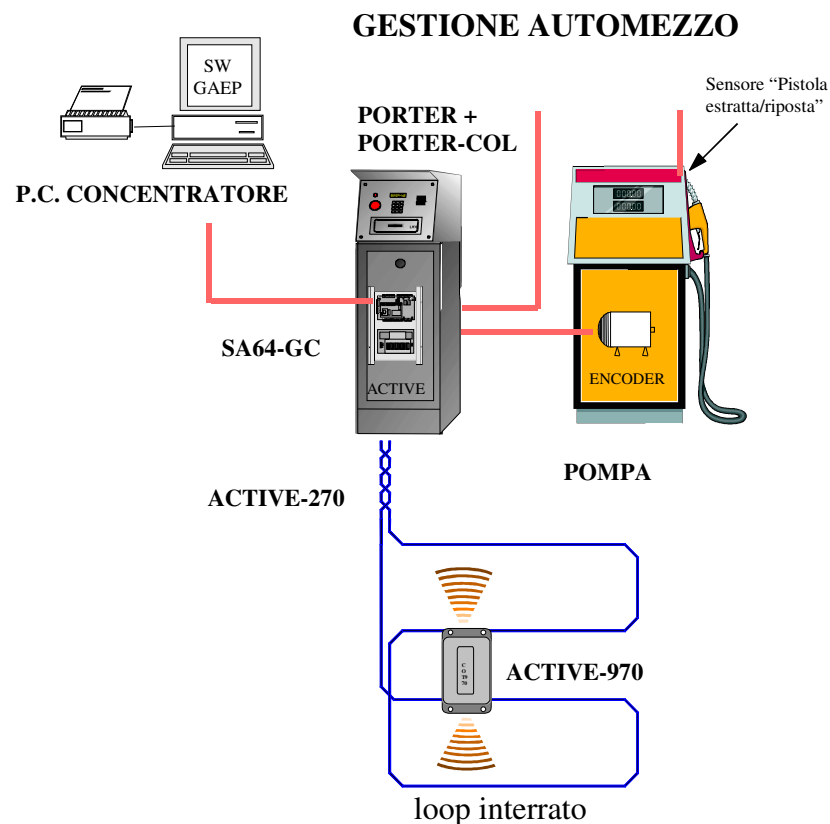 GESTIONE AUTOMEZZO
SW
GAEP
Sensore “Pistola
estratta/riposta”
PORTER +
PORTER-COL
P.C. CONCENTRATORE
SA64-GC
ACTIVE
ENCODER
POMPA
ACTIVE-270
ACTIVE-970
loop interrato